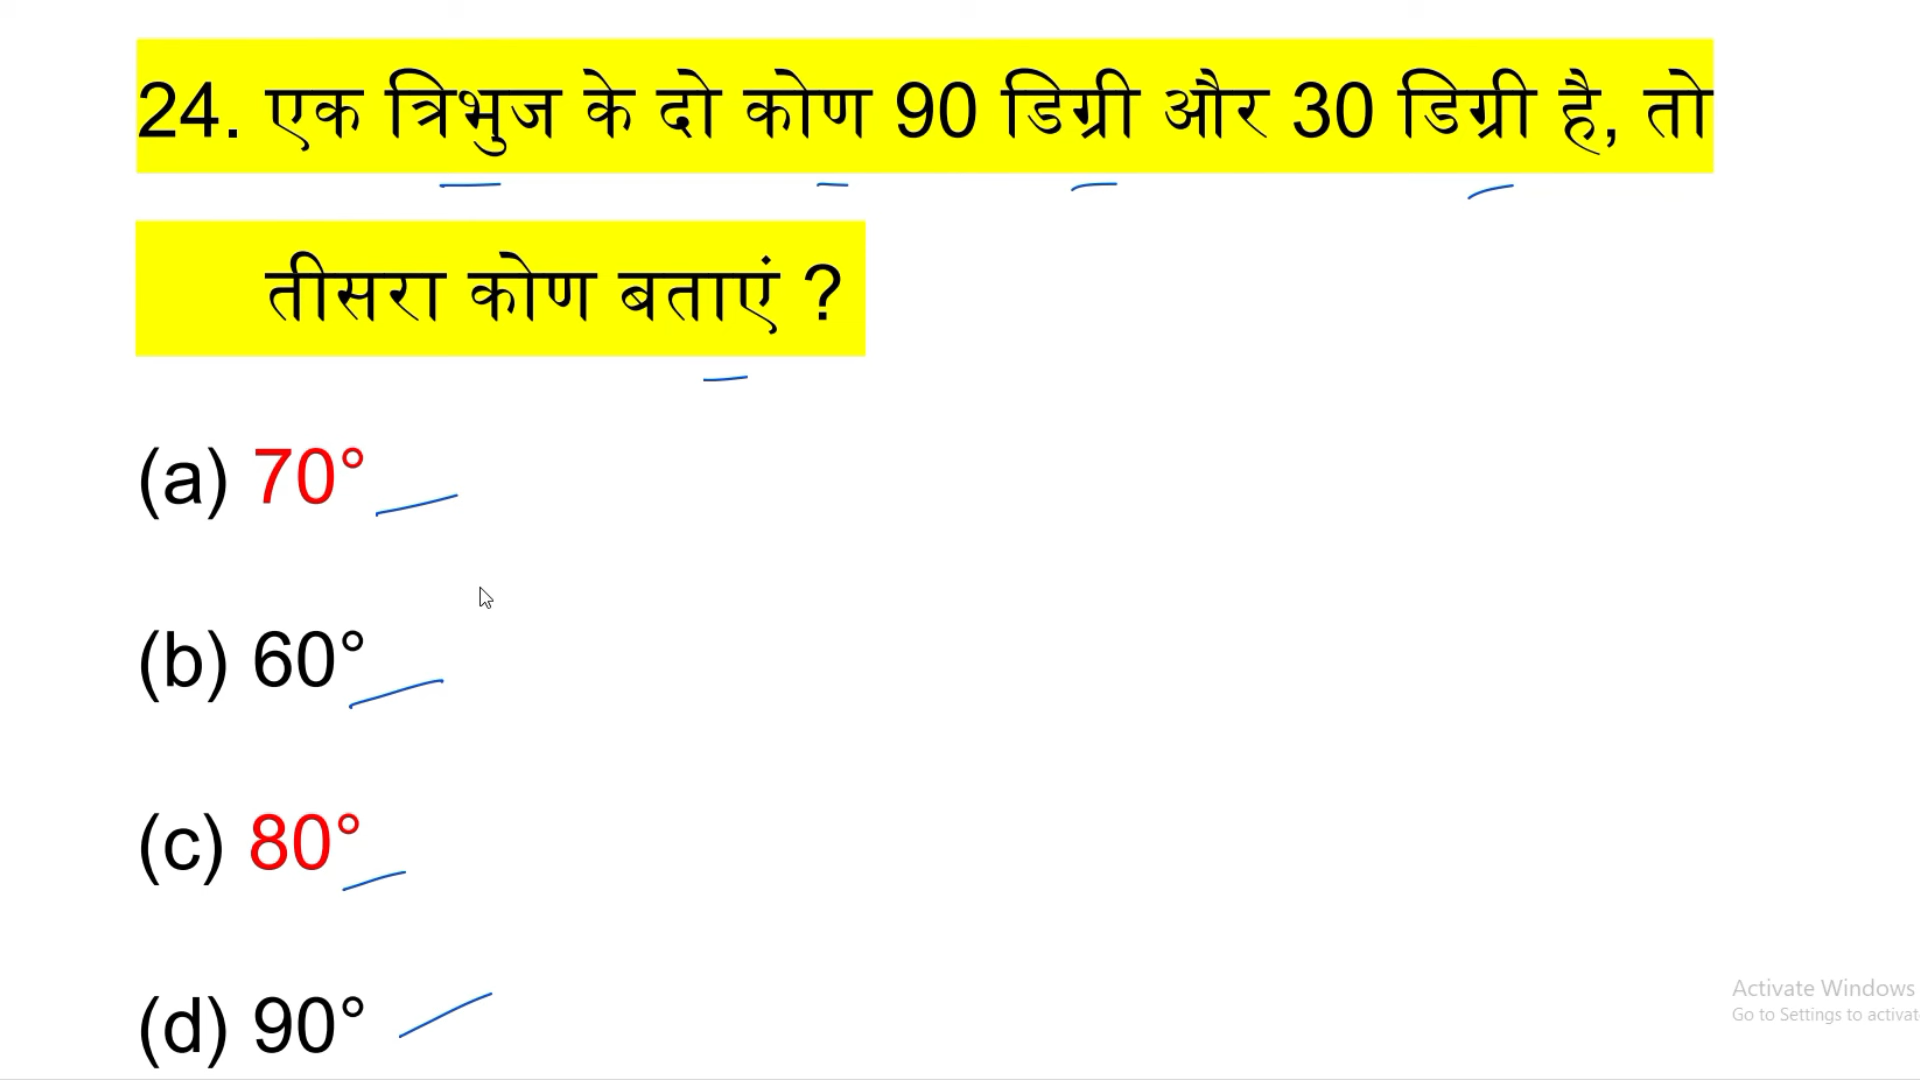 24. एक त्रिभुज के दो कोण 90 डिग्री और 30 डिग्री है, तो
तीसरा कोण बताएं ?
(a) 70°
(b) 60°
(c) 80°
(d) 90°
Activate Windows
Go to Settings to activat